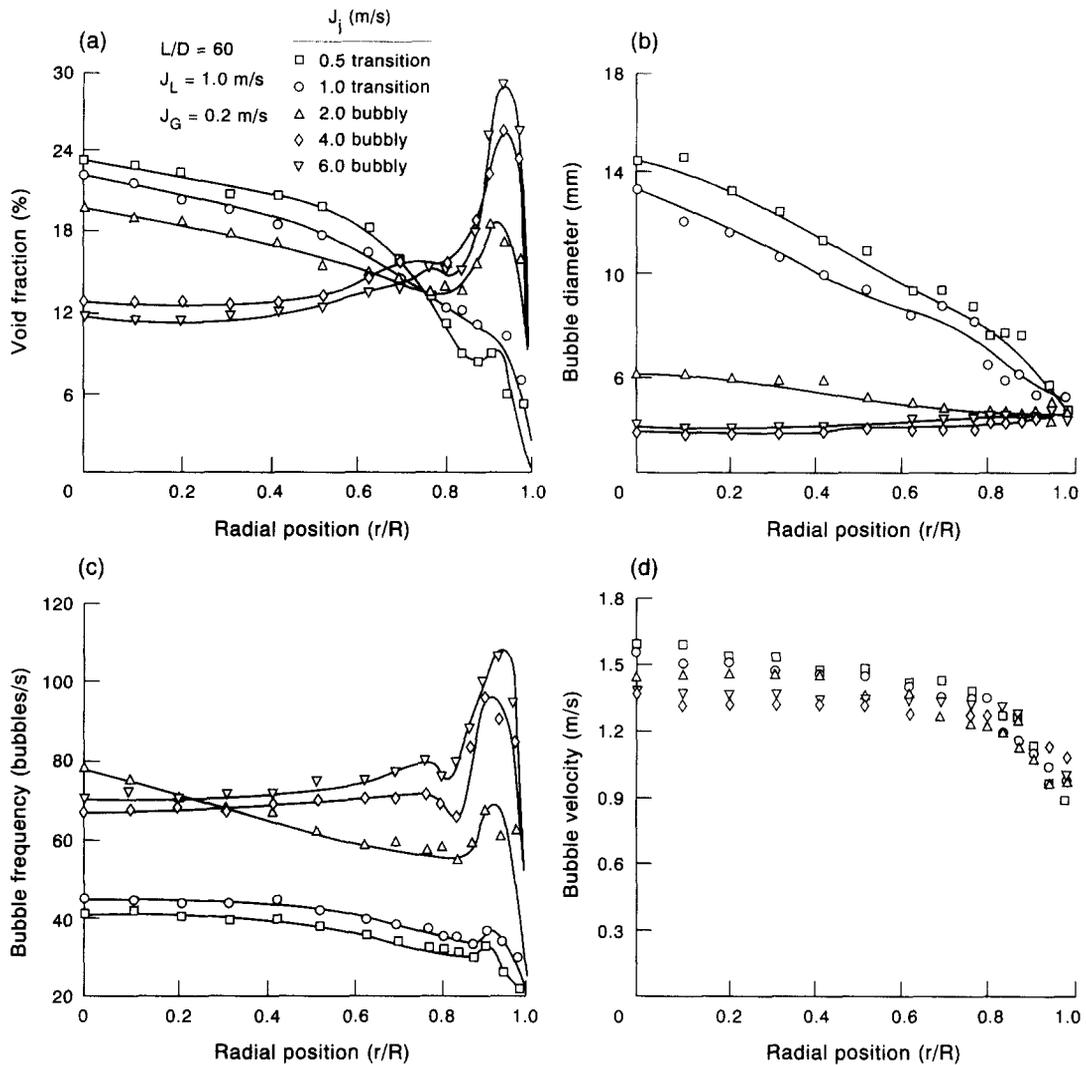 (a)
L/D = 60
J_L = 1.0 m/s
J_G = 0.2 m/s
J_j (m/s)
0.5 transition
1.0 transition
2.0 bubbly
4.0 bubbly
6.0 bubbly
30
24
18
12
6
0
0.2
0.4
0.6
0.8
1.0
Void fraction (%)
Radial position (r/R)
(b)
18
14
10
6
0
0.2
0.4
0.6
0.8
1.0
Bubble diameter (mm)
Radial position (r/R)
(c)
120
100
80
60
40
20
0
0.2
0.4
0.6
0.8
1.0
Bubble frequency (bubbles/s)
Radial position (r/R)
(d)
1.8
1.5
1.2
0.9
0.6
0.3
0
0.2
0.4
0.6
0.8
1.0
Bubble velocity (m/s)
Radial position (r/R)